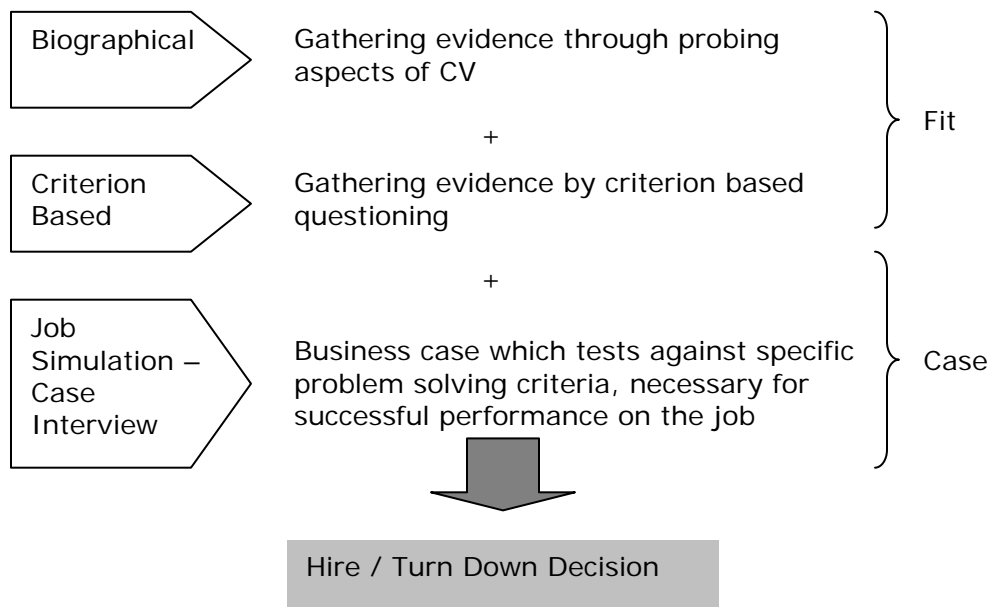 Biographical
Gathering evidence through probing
aspects of CV
+
Fit
Criterion
Based
Gathering evidence by criterion based
questioning
+
Job
Simulation –
Case
Interview
Business case which tests against specific
problem solving criteria, necessary for
successful performance on the job
Case
Hire / Turn Down Decision